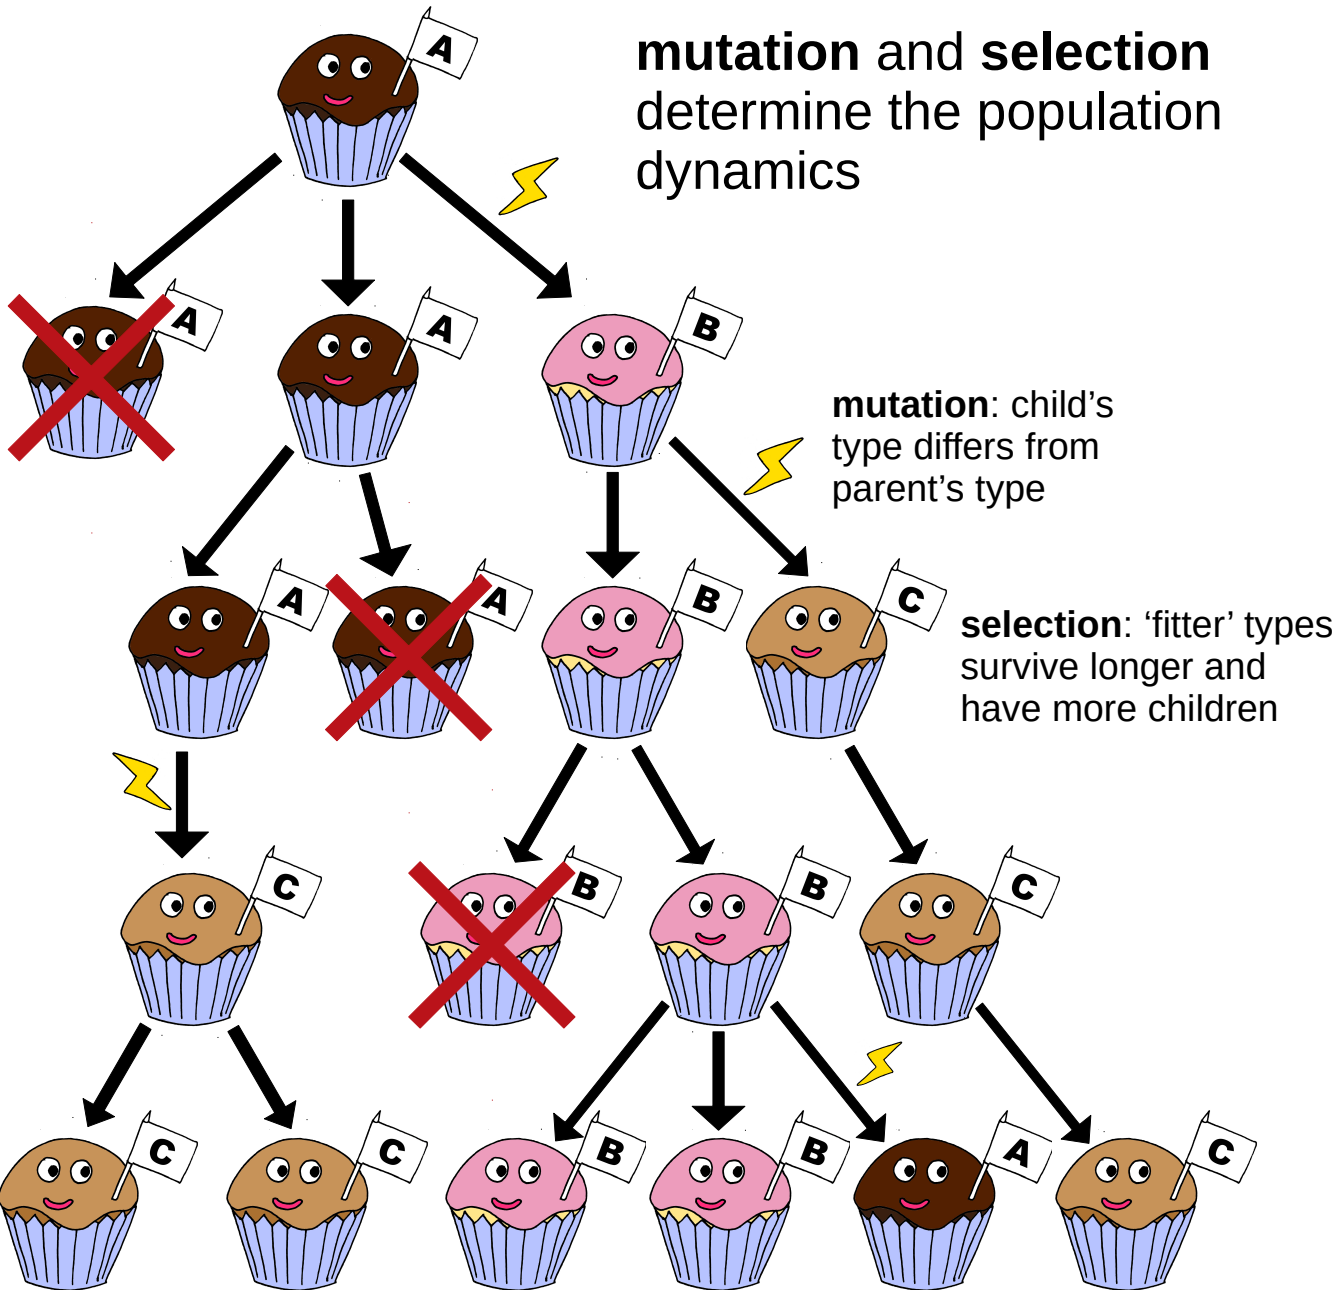 A
mutation and selection
determine the population
dynamics
A
A
B
mutation: child's
type differs from
parent's type
A
A
B
C
selection: ‘fitter’ types
survive longer and
have more children
C
B
B
C
C
C
B
B
A
C